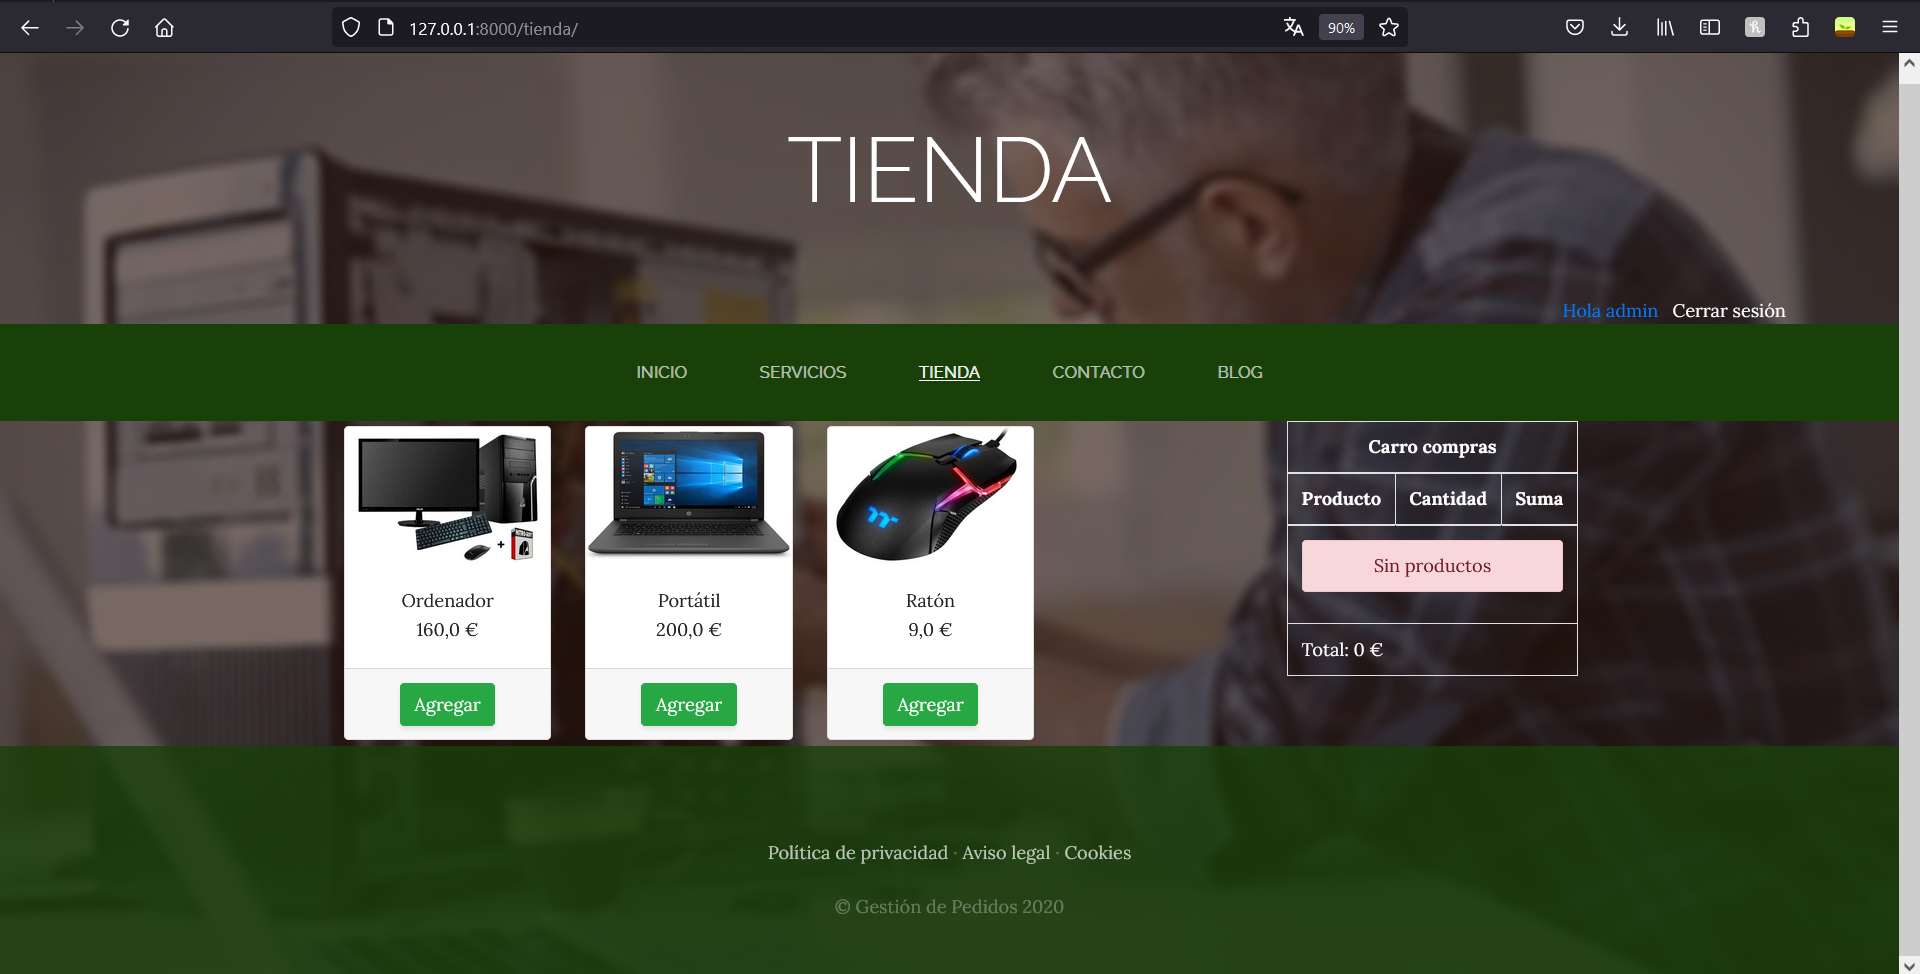 127.0.0.1:8000/tienda/
90%
TIENDA
Hola admin Cerrar sesión
INICIO SERVICIOS TIENDA CONTACTO BLOG
Carro compras
Producto Cantidad Suma
Sin productos
Total: 0 €
Ordenador
160,0 €
Agregar
Portátil
200,0 €
Agregar
Ratón
9,0 €
Agregar
Política de privacidad · Aviso legal · Cookies
© Gestión de Pedidos 2020